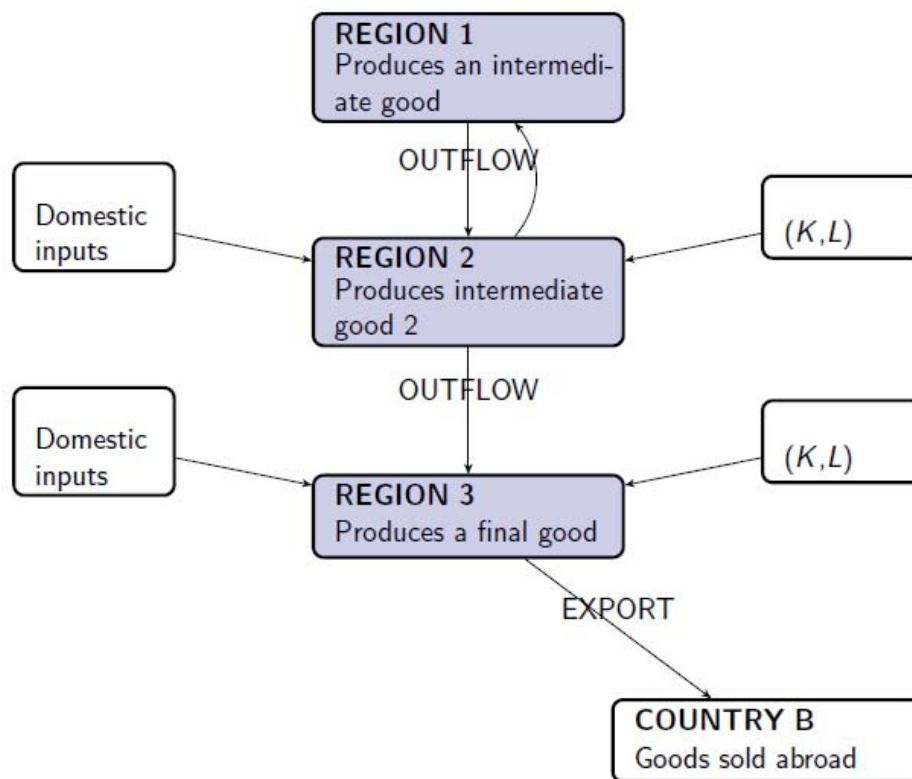 REGION 1
Produces an intermedi-
ate good
OUTFLOW
Domestic
inputs
(K,L)
REGION 2
Produces intermediate
good 2
OUTFLOW
Domestic
inputs
(K,L)
REGION 3
Produces a final good
EXPORT
COUNTRY B
Goods sold abroad